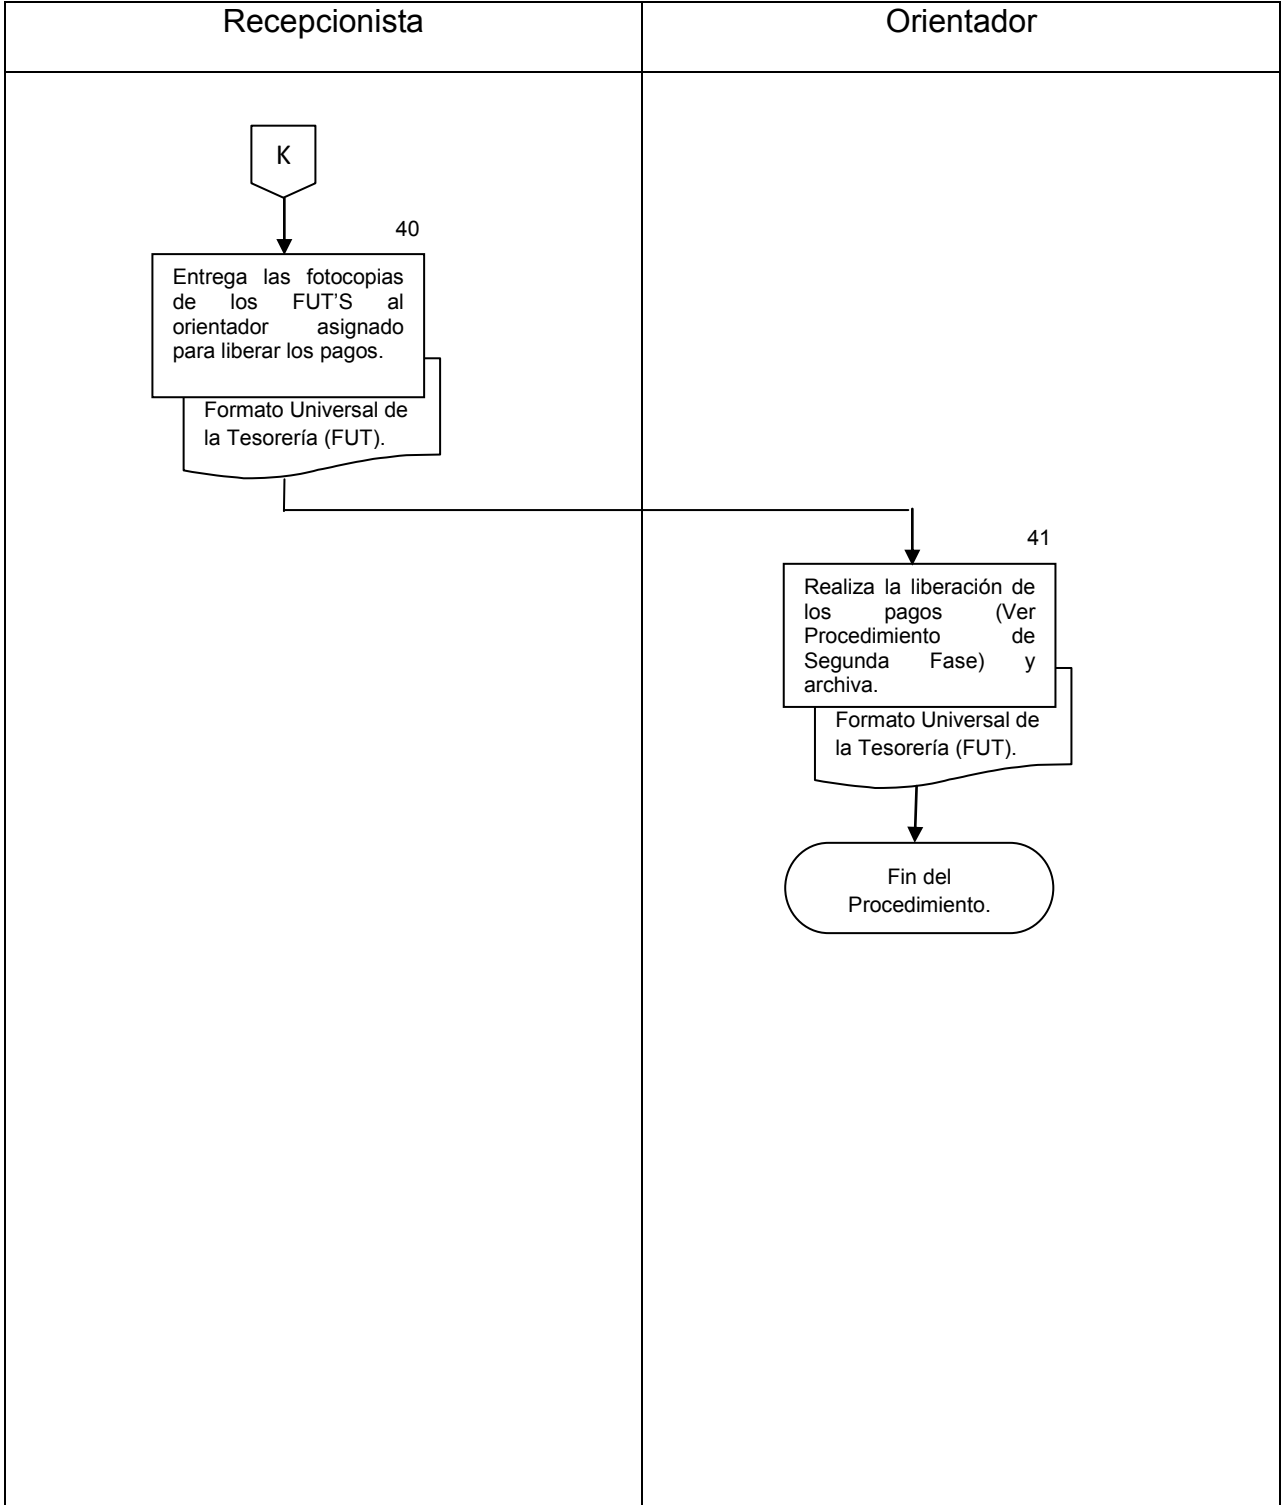 Recepcionista
Orientador
K
40
Entrega las fotocopias
de los FUT’S al
orientador asignado
para liberar los pagos.
Formato Universal de
la Tesorería (FUT).
41
Realiza la liberación de
los pagos (Ver
Procedimiento de
Segunda Fase) y
archiva.
Formato Universal de
la Tesorería (FUT).
Fin del
Procedimiento.